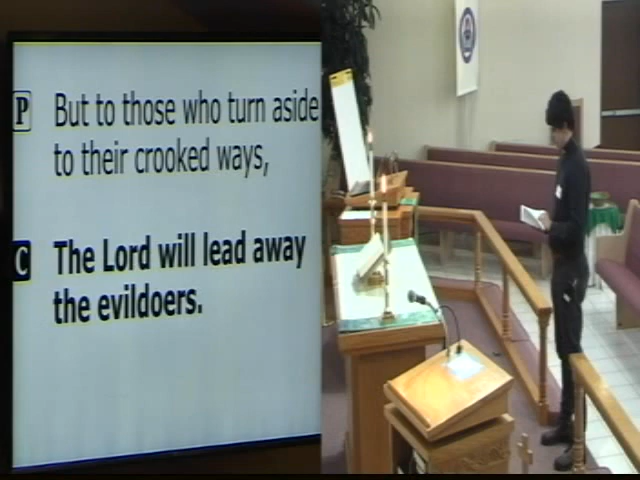 P But to those who turn aside
to their crooked ways,
C The Lord will lead away
the evildoers.